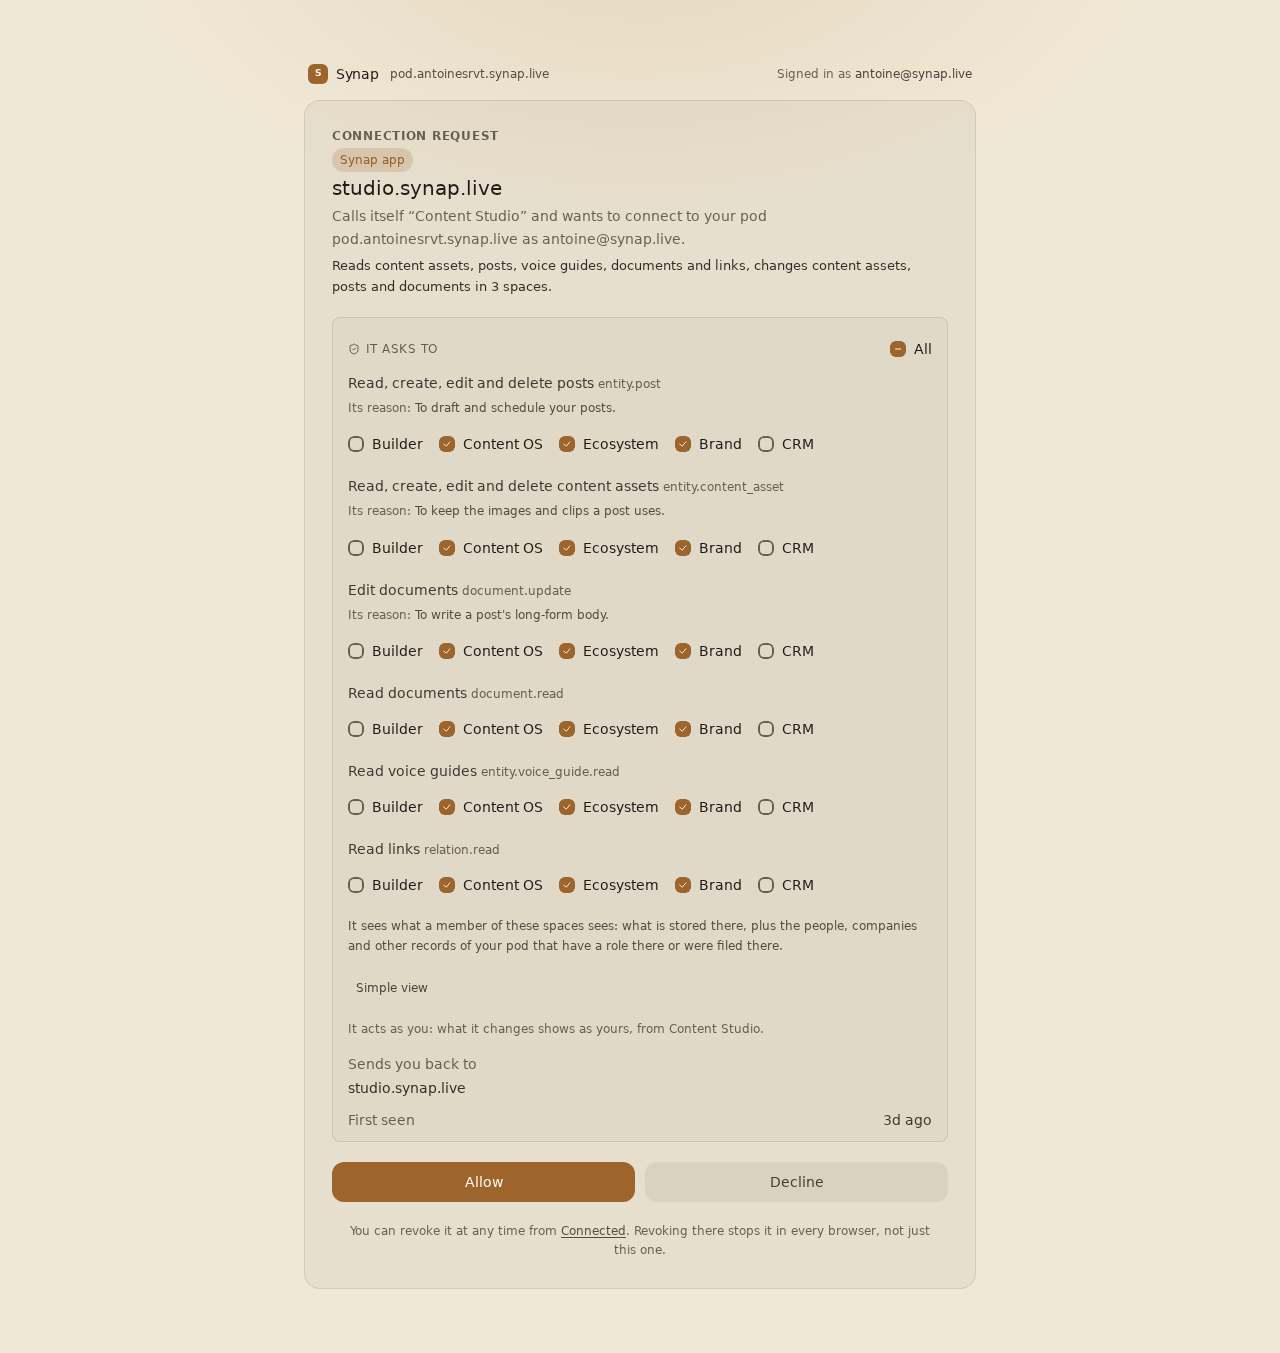 S Synap pod.antoinesrvt.synap.live Signed in as antoine@synap.live
CONNECTION REQUEST
Synap app
studio.synap.live
Calls itself “Content Studio” and wants to connect to your pod
pod.antoinesrvt.synap.live as antoine@synap.live.
Reads content assets, posts, voice guides, documents and links, changes content assets,
posts and documents in 3 spaces.
IT ASKS TO All
Read, create, edit and delete posts entity.post
Its reason: To draft and schedule your posts.
Builder Content OS Ecosystem Brand CRM
Read, create, edit and delete content assets entity.content_asset
Its reason: To keep the images and clips a post uses.
Builder Content OS Ecosystem Brand CRM
Edit documents document.update
Its reason: To write a post's long-form body.
Builder Content OS Ecosystem Brand CRM
Read documents document.read
Builder Content OS Ecosystem Brand CRM
Read voice guides entity.voice_guide.read
Builder Content OS Ecosystem Brand CRM
Read links relation.read
Builder Content OS Ecosystem Brand CRM
It sees what a member of these spaces sees: what is stored there, plus the people, companies
and other records of your pod that have a role there or were filed there.
Simple view
It acts as you: what it changes shows as yours, from Content Studio.
Sends you back to
studio.synap.live
First seen 3d ago
Allow Decline
You can revoke it at any time from Connected. Revoking there stops it in every browser, not just
this one.